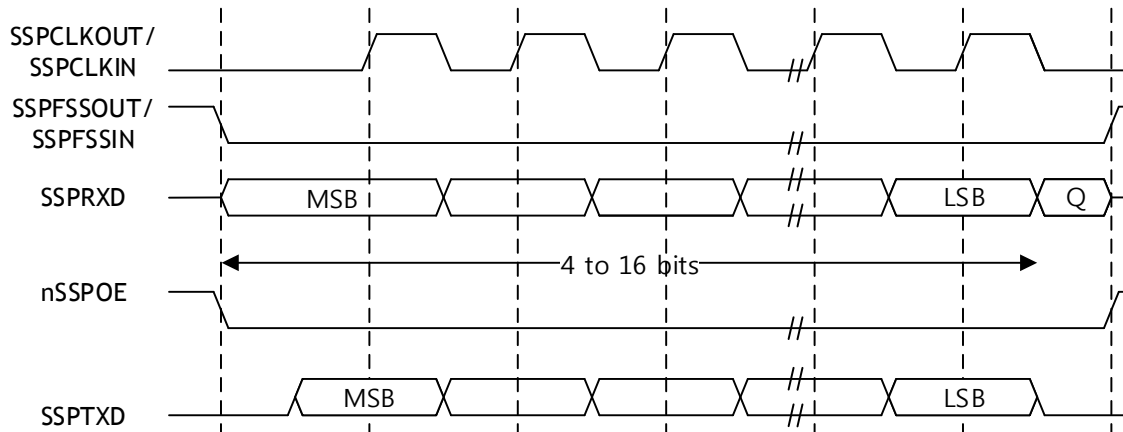 SSPCLKOUT/
SSPCLKIN
SSPFSSOUT/
SSPFSSIN
SSPRXD
MSB
LSB
Q
4 to 16 bits
nSSPOE
SSPTXD
MSB
LSB